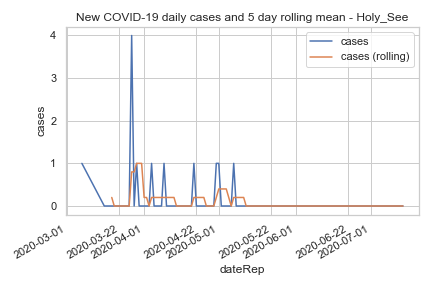 New COVID-19 daily cases and 5 day rolling mean - Holy_See
cases
cases (rolling)
4
3
2
1
0
cases
2020-03-01
2020-03-22
2020-04-01
2020-04-22
2020-05-01
2020-05-22
2020-06-01
2020-06-22
2020-07-01
dateRep